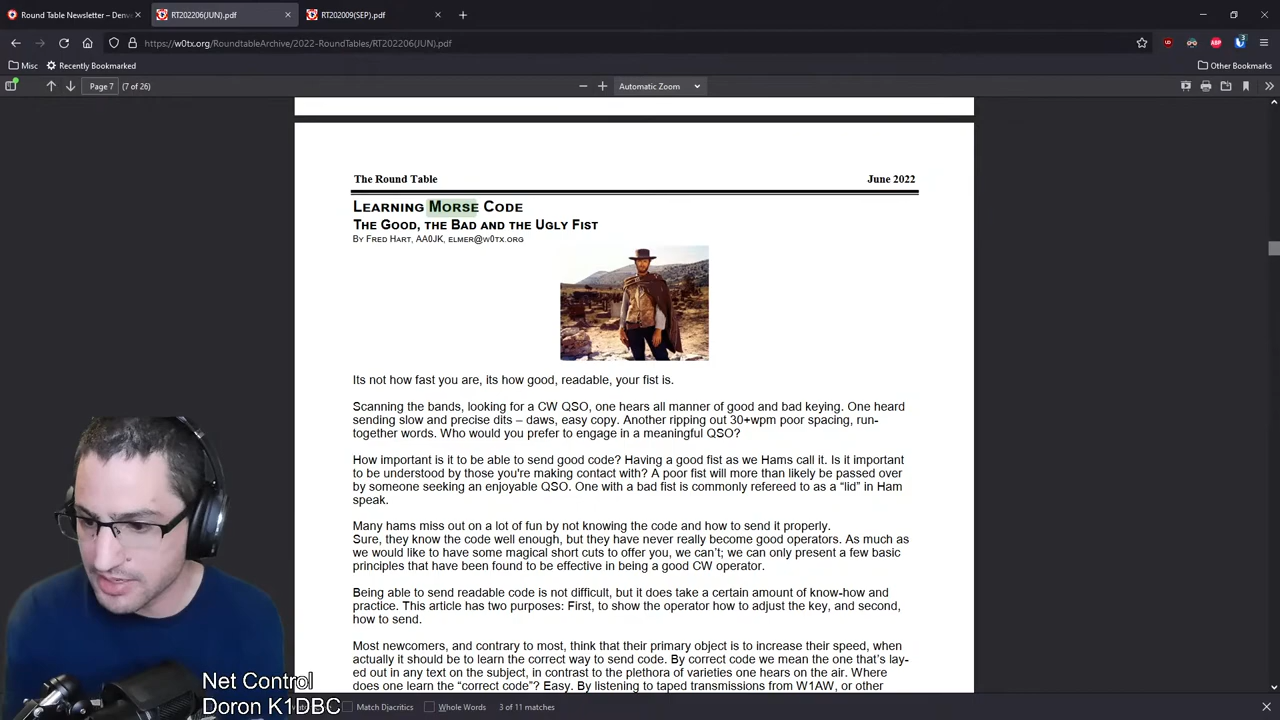 Round Table Newsletter – Denv
RT202206(JUN).pdf
RT202009(SEP).pdf
https://w0tx.org/RoundtableArchive/2022-RoundTables/RT202206(JUN).pdf
Misc
Recently Bookmarked
Other Bookmarks
Page 7
(7 of 26)
Automatic Zoom
The Round Table
June 2022
Learning Morse Code
The Good, the Bad and the Ugly Fist
By Fred Hart, AA0JK, elmer@w0tx.org
Its not how fast you are, its how good, readable, your fist is.
Scanning the bands, looking for a CW QSO, one hears all manner of good and bad keying. One heard
sending slow and precise dits – daws, easy copy. Another ripping out 30+wpm poor spacing, run-
together words. Who would you prefer to engage in a meaningful QSO?
How important is it to be able to send good code? Having a good fist as we Hams call it. Is it important
to be understood by those you're making contact with? A poor fist will more than likely be passed over
by someone seeking an enjoyable QSO. One with a bad fist is commonly refereed to as a “lid” in Ham
speak.
Many hams miss out on a lot of fun by not knowing the code and how to send it properly.
Sure, they know the code well enough, but they have never really become good operators. As much as
we would like to have some magical short cuts to offer you, we can’t; we can only present a few basic
principles that have been found to be effective in being a good CW operator.
Being able to send readable code is not difficult, but it does take a certain amount of know-how and
practice. This article has two purposes: First, to show the operator how to adjust the key, and second,
how to send.
Most newcomers, and contrary to most, think that their primary object is to increase their speed, when
actually it should be to learn the correct way to send code. By correct code we mean the one that’s lay-
ed out in any text on the subject, in contrast to the plethora of varieties one hears on the air. Where
does one learn the “correct code”? Easy. By listening to taped transmissions from W1AW, or other
Net Control
Doron K1DBC
Match Diacritics
Whole Words
3 of 11 matches